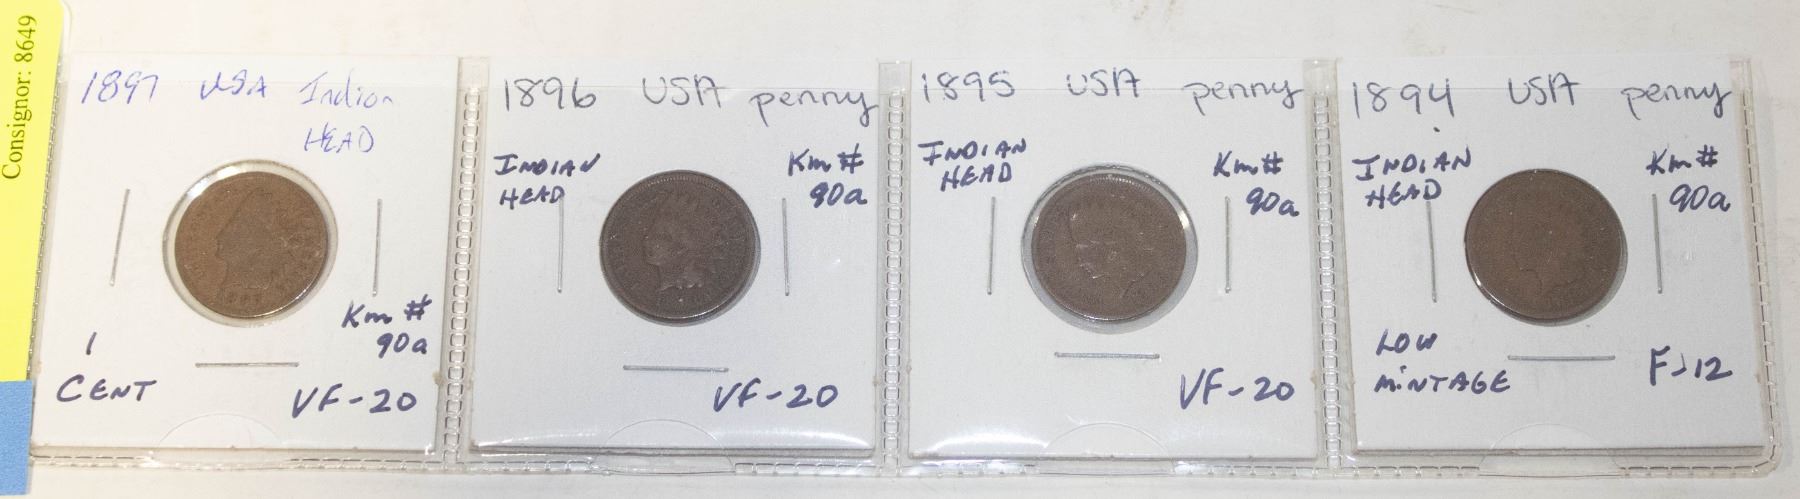 Consignor: 8649
1897 USA Indian
HEAD
Km #
90a
1
CENT
VF-20
1896 USA penny
INDIAN
HEAD
Km #
90a
VF-20
1895 USA penny
INDIAN
HEAD
Km #
90a
VF-20
1894 USA penny
INDIAN
HEAD
Km #
90a
LOW
MINTAGE
F-12